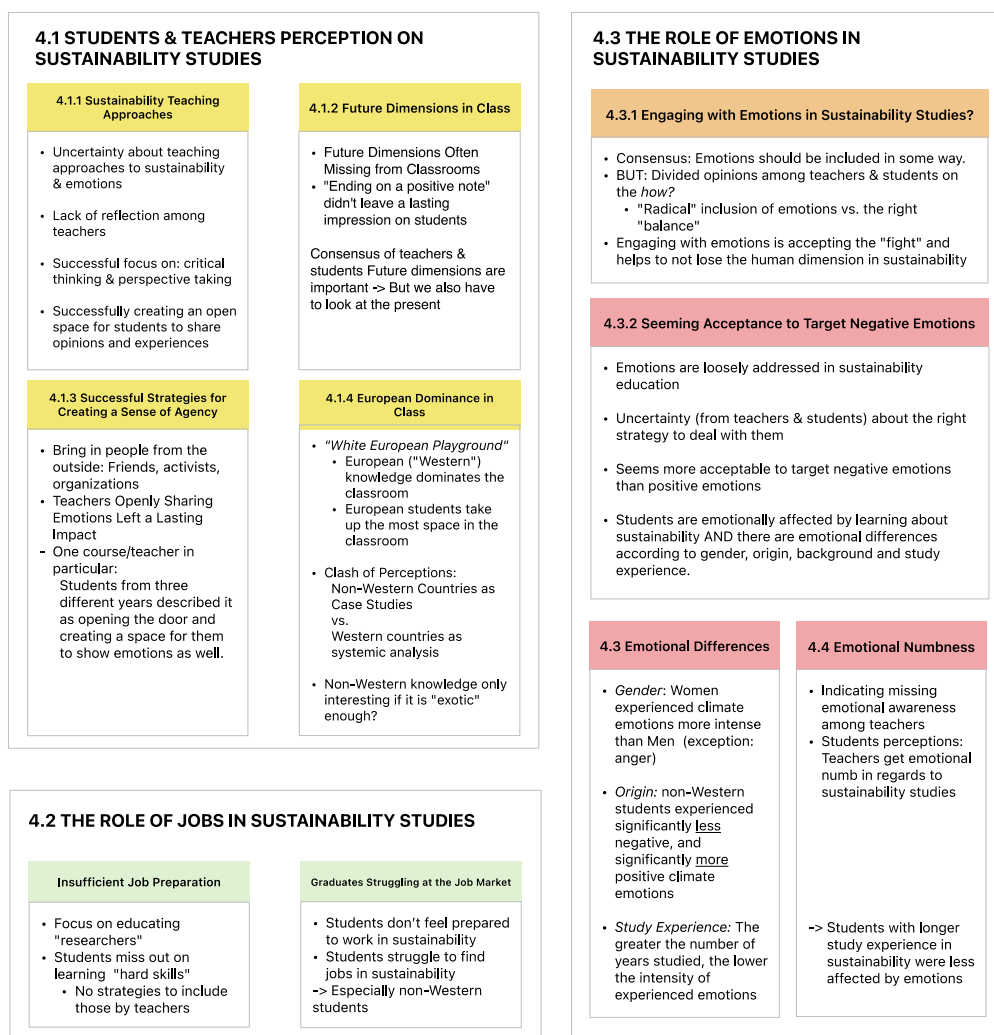 4.1 STUDENTS & TEACHERS PERCEPTION ON
SUSTAINABILITY STUDIES
4.1.1 Sustainability Teaching
Approaches
• Uncertainty about teaching
approaches to sustainability
& emotions
• Lack of reflection among
teachers
• Successful focus on: critical
thinking & perspective taking
• Successfully creating an open
space for students to share
opinions and experiences
4.1.2 Future Dimensions in Class
• Future Dimensions Often
Missing from Classrooms
• "Ending on a positive note"
didn't leave a lasting
impression on students
Consensus of teachers &
students Future dimensions are
important -> But we also have
to look at the present
4.1.3 Successful Strategies for
Creating a Sense of Agency
• Bring in people from the
outside: Friends, activists,
organizations
• Teachers Openly Sharing
Emotions Left a Lasting
Impact
- One course/teacher in
particular:
Students from three
different years described it
as opening the door and
creating a space for them
to show emotions as well.
4.1.4 European Dominance in
Class
• "White European Playground"
• European ("Western")
knowledge dominates the
classroom
• European students take
up the most space in the
classroom
• Clash of Perceptions:
Non-Western Countries as
Case Studies
vs.
Western countries as
systemic analysis
• Non-Western knowledge only
interesting if it is "exotic"
enough?
4.2 THE ROLE OF JOBS IN SUSTAINABILITY STUDIES
Insufficient Job Preparation
• Focus on educating
"researchers"
• Students miss out on
learning "hard skills"
• No strategies to include
those by teachers
Graduates Struggling at the Job Market
• Students don't feel prepared
to work in sustainability
• Students struggle to find
jobs in sustainability
-> Especially non-Western
students
4.3 THE ROLE OF EMOTIONS IN
SUSTAINABILITY STUDIES
4.3.1 Engaging with Emotions in Sustainability Studies?
• Consensus: Emotions should be included in some way.
• BUT: Divided opinions among teachers & students on
the how?
• "Radical" inclusion of emotions vs. the right
"balance"
• Engaging with emotions is accepting the "fight" and
helps to not lose the human dimension in sustainability
4.3.2 Seeming Acceptance to Target Negative Emotions
• Emotions are loosely addressed in sustainability
education
• Uncertainty (from teachers & students) about the right
strategy to deal with them
• Seems more acceptable to target negative emotions
than positive emotions
• Students are emotionally affected by learning about
sustainability AND there are emotional differences
according to gender, origin, background and study
experience.
4.3 Emotional Differences
• Gender: Women
experienced climate
emotions more intense
than Men (exception:
anger)
• Origin: non-Western
students experienced
significantly less
negative, and
significantly more
positive climate
emotions
• Study Experience: The
greater the number of
years studied, the lower
the intensity of
experienced emotions
4.4 Emotional Numbness
• Indicating missing
emotional awareness
among teachers
• Students perceptions:
Teachers get emotional
numb in regards to
sustainability studies
-> Students with longer
study experience in
sustainability were less
affected by emotions